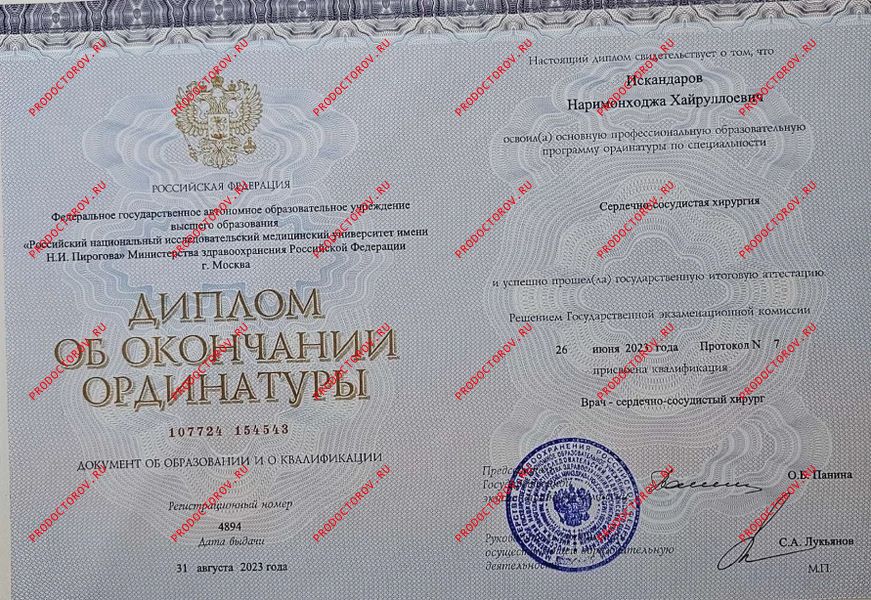 РОССИЙСКАЯ ФЕДЕРАЦИЯ
Федеральное государственное автономное образовательное учреждение
высшего образования
«Российский национальный исследовательский медицинский университет имени
Н.И. Пирогова» Министерства здравоохранения Российской Федерации
г. Москва
ДИПЛОМ
ОБ ОКОНЧАНИИ
ОРДИНАТУРЫ
107724 154543
ДОКУМЕНТ ОБ ОБРАЗОВАНИИ И О КВАЛИФИКАЦИИ
Регистрационный номер
4894
Дата выдачи
31 августа 2023 года
Настоящий диплом свидетельствует о том, что
Искандаров
Наримонходжа Хайруллоевич
освоил(а) основную профессиональную образовательную
программу ординатуры по специальности
Сердечно-сосудистая хирургия
и успешно прошел(ла) государственную итоговую аттестацию
Решением Государственной экзаменационной комиссии
26 июня 2023 года Протокол N 7
присвоена квалификация
Врач - сердечно-сосудистый хирург
О.Б. Панина
образовательную
деятельность
С.А. Лукьянов
М.П.
PRODOCTOROV.RU